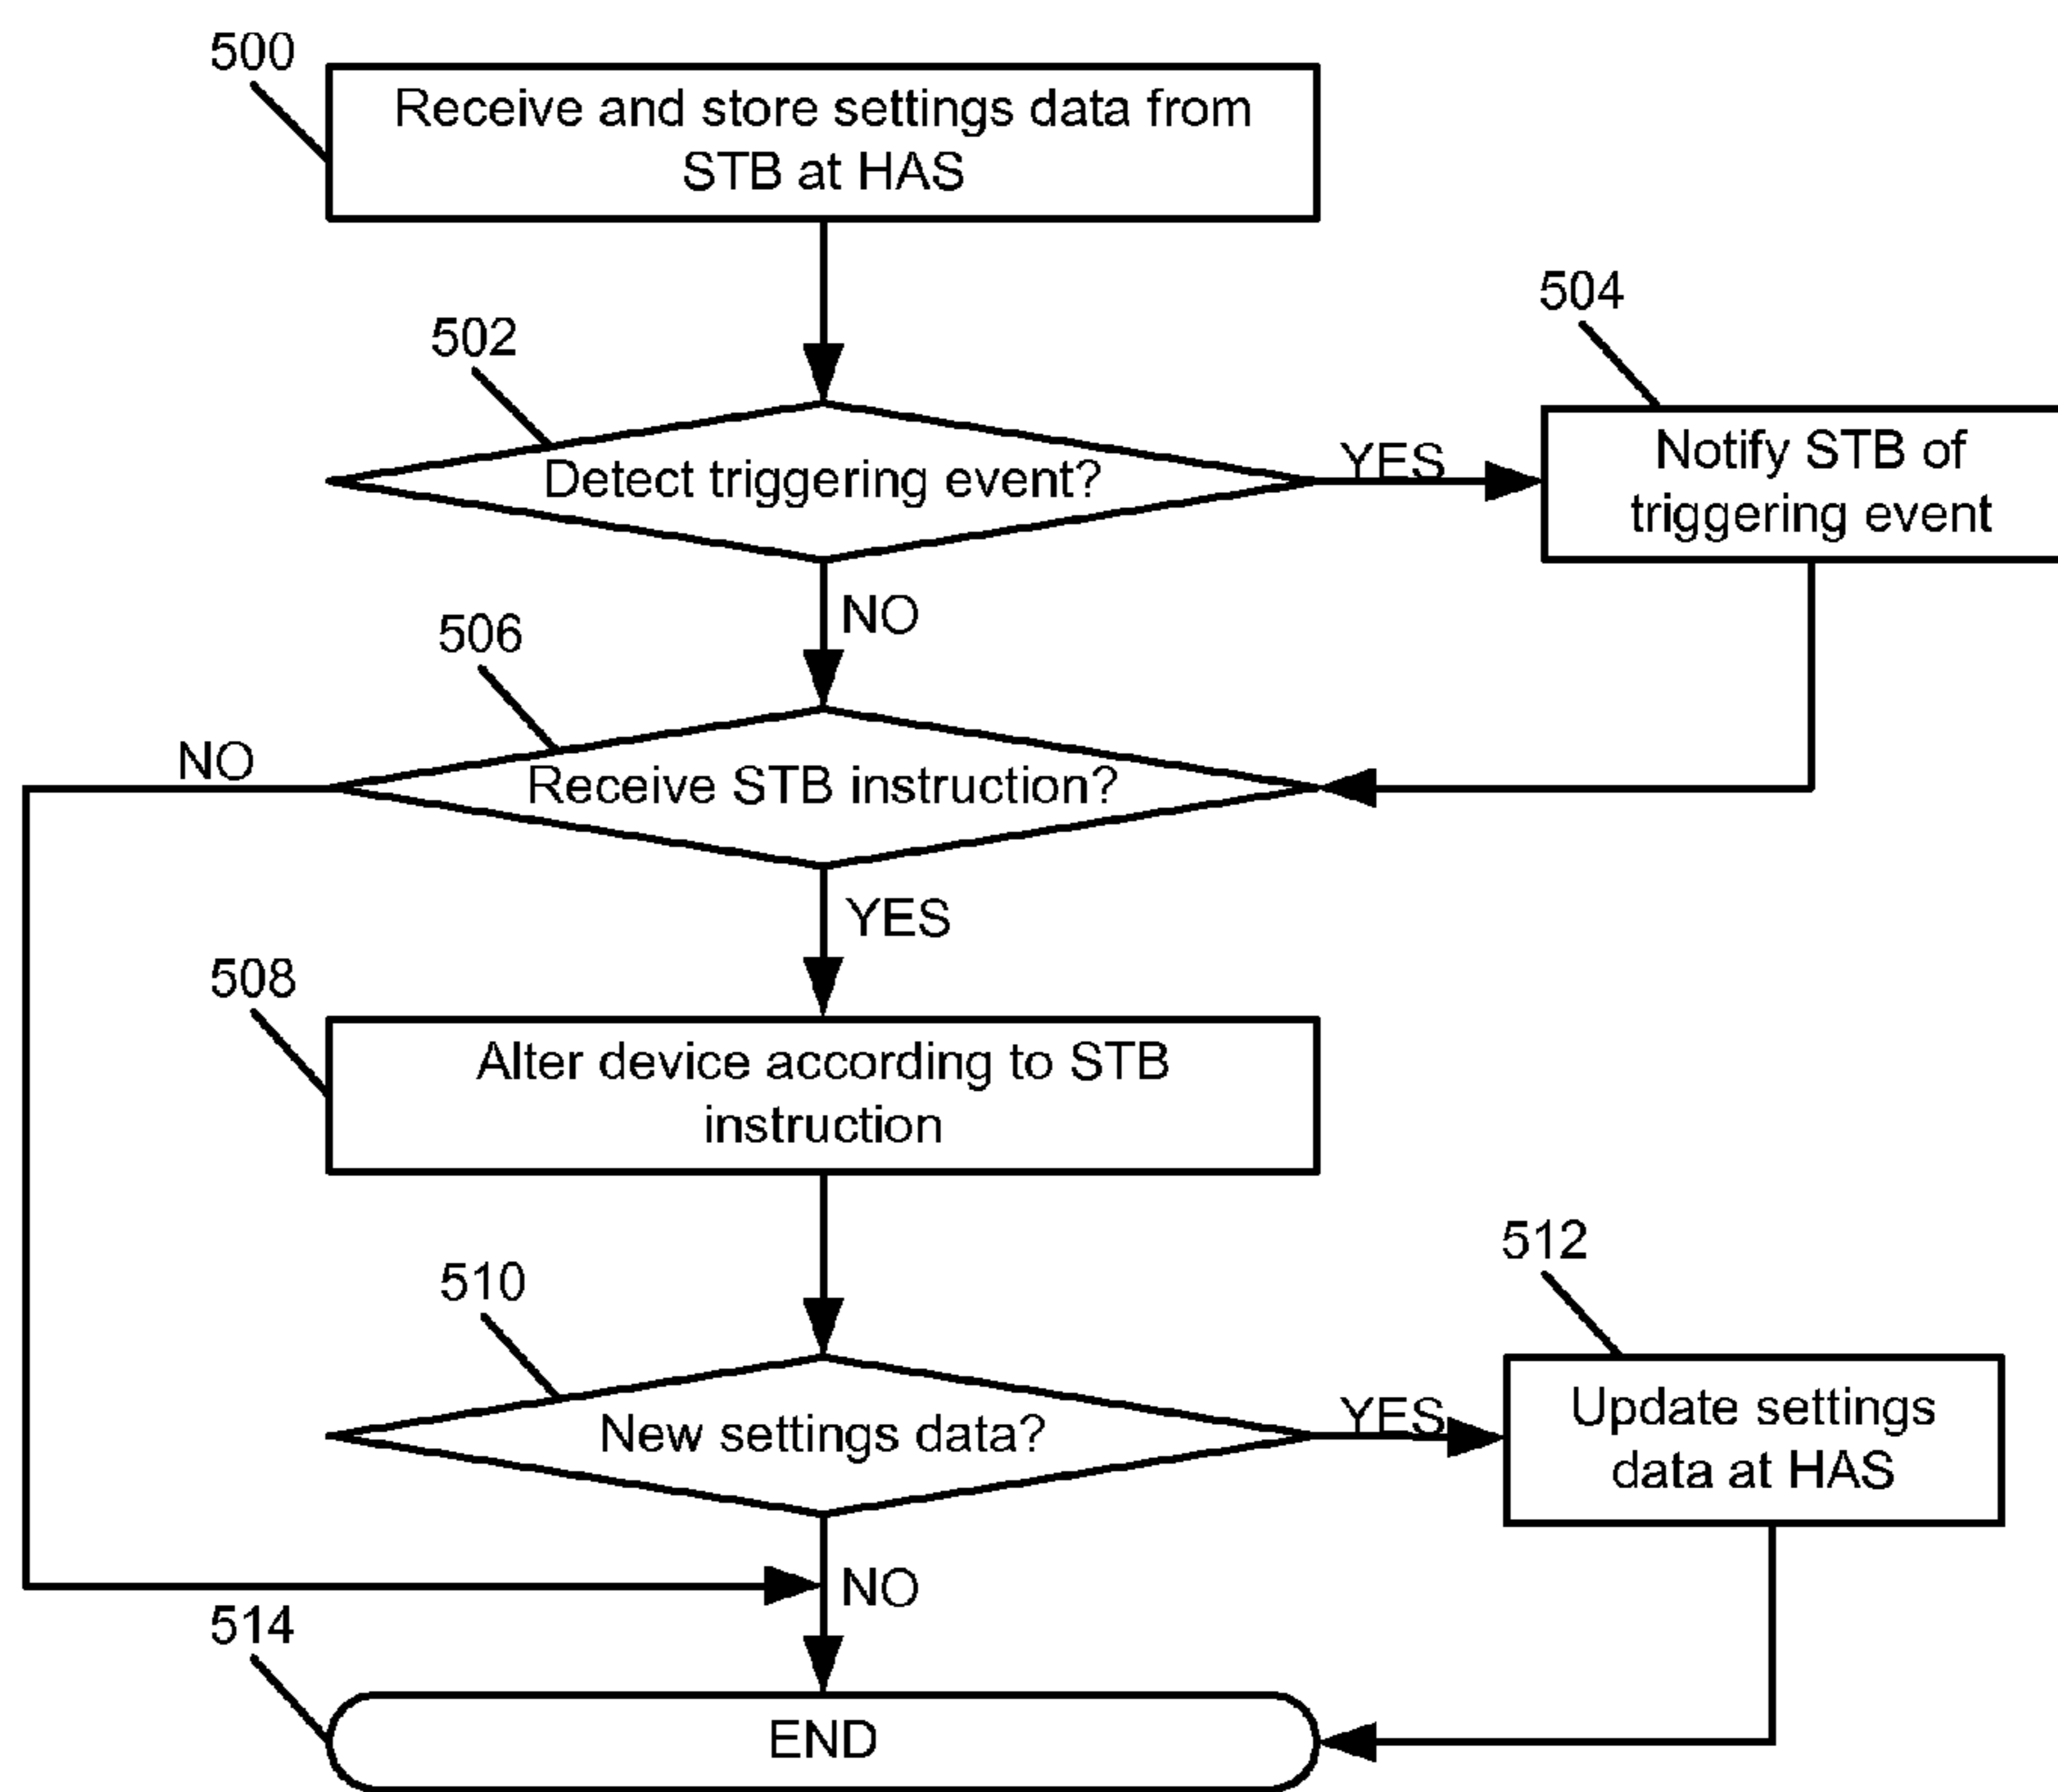 500
Receive and store settings data from
STB at HAS
502
Detect triggering event?
YES
504
Notify STB of
triggering event
NO
506
NO
Receive STB instruction?
YES
508
Alter device according to STB
instruction
510
New settings data?
YES
512
Update settings
data at HAS
NO
514
END